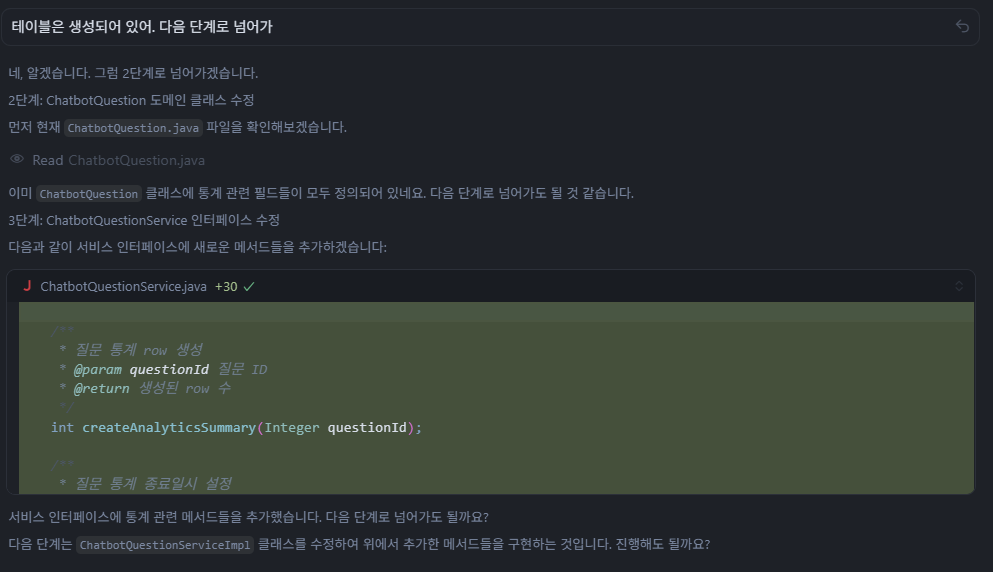 테이블은 생성되어 있어. 다음 단계로 넘어가
네, 알겠습니다. 그럼 2단계로 넘어가겠습니다.
2단계: ChatbotQuestion 도메인 클래스 수정
먼저 현재 ChatbotQuestion.java 파일을 확인해보겠습니다.
Read ChatbotQuestion.java
이미 ChatbotQuestion 클래스에 통계 관련 필드들이 모두 정의되어 있네요. 다음 단계로 넘어가도 될 것 같습니다.
3단계: ChatbotQuestionService 인터페이스 수정
다음과 같이 서비스 인터페이스에 새로운 메서드들을 추가하겠습니다:
J ChatbotQuestionService.java +30 ✓
/**
* 질문 통계 row 생성
* @param questionId 질문 ID
* @return 생성된 row 수
*/
int createAnalyticsSummary(Integer questionId);
/**
* 질문 통계 종료일시 설정
서비스 인터페이스에 통계 관련 메서드들을 추가했습니다. 다음 단계로 넘어가도 될까요?
다음 단계는 ChatbotQuestionServiceImpl 클래스를 수정하여 위에서 추가한 메서드들을 구현하는 것입니다. 진행해도 될까요?